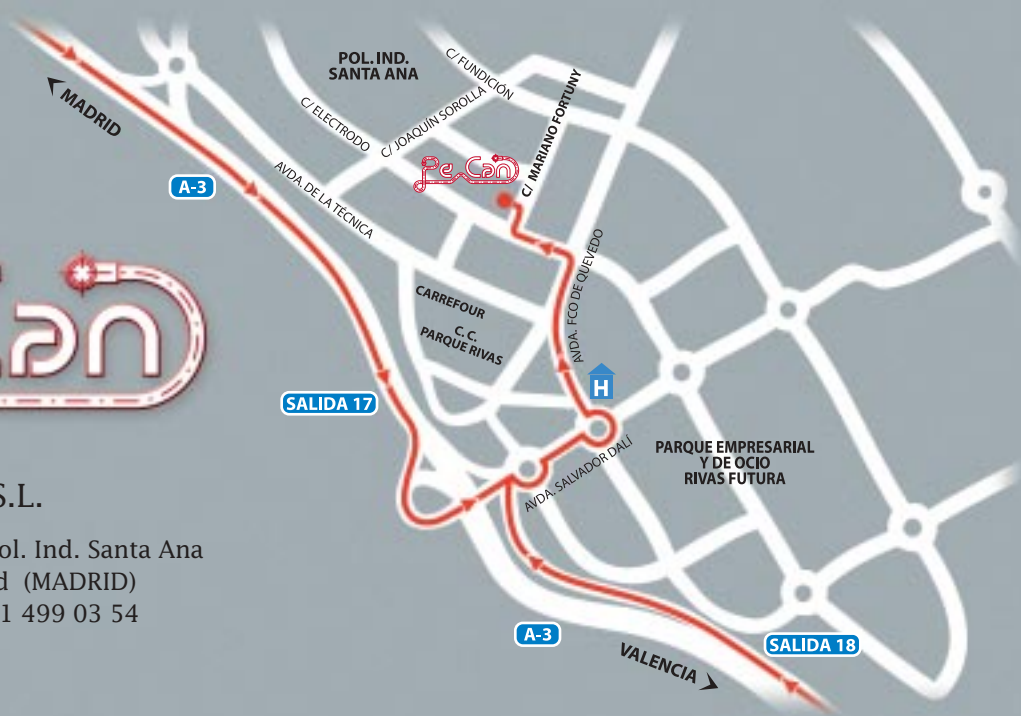 POL. IND.
SANTA ANA
C/ FUNDICIÓN
MADRID
C/ ELECTRODO
C/ JOAQUÍN SOROLLA
C/ MARIANO FORTUNY
PeCan
A-3
AVDA. DE LA TÉCNICA
AVDA. FCO DE QUEVEDO
CARREFOUR
C. C.
PARQUE RIVAS
can
H
SALIDA 17
PARQUE EMPRESARIAL
Y DE OCIO
RIVAS FUTURA
AVDA. SALVADOR DALÍ
S.L.
ol. Ind. Santa Ana
d (MADRID)
1 499 03 54
A-3
SALIDA 18
VALENCIA